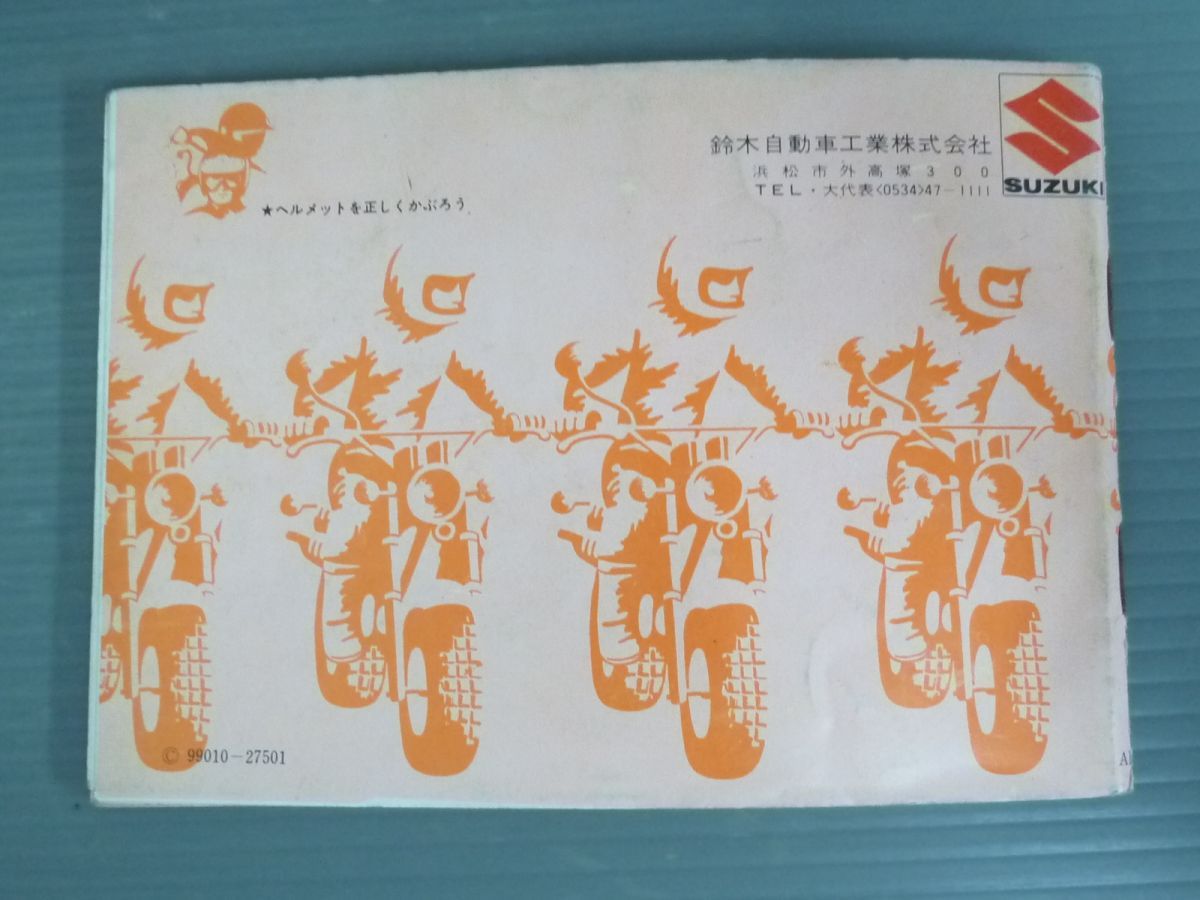 鈴木自動車工業株式会社
浜松市外高塚300
TEL・大代表<0534>47-1111
SUZUKI
★ヘルメットを正しくかぶろう
© 99010-27501